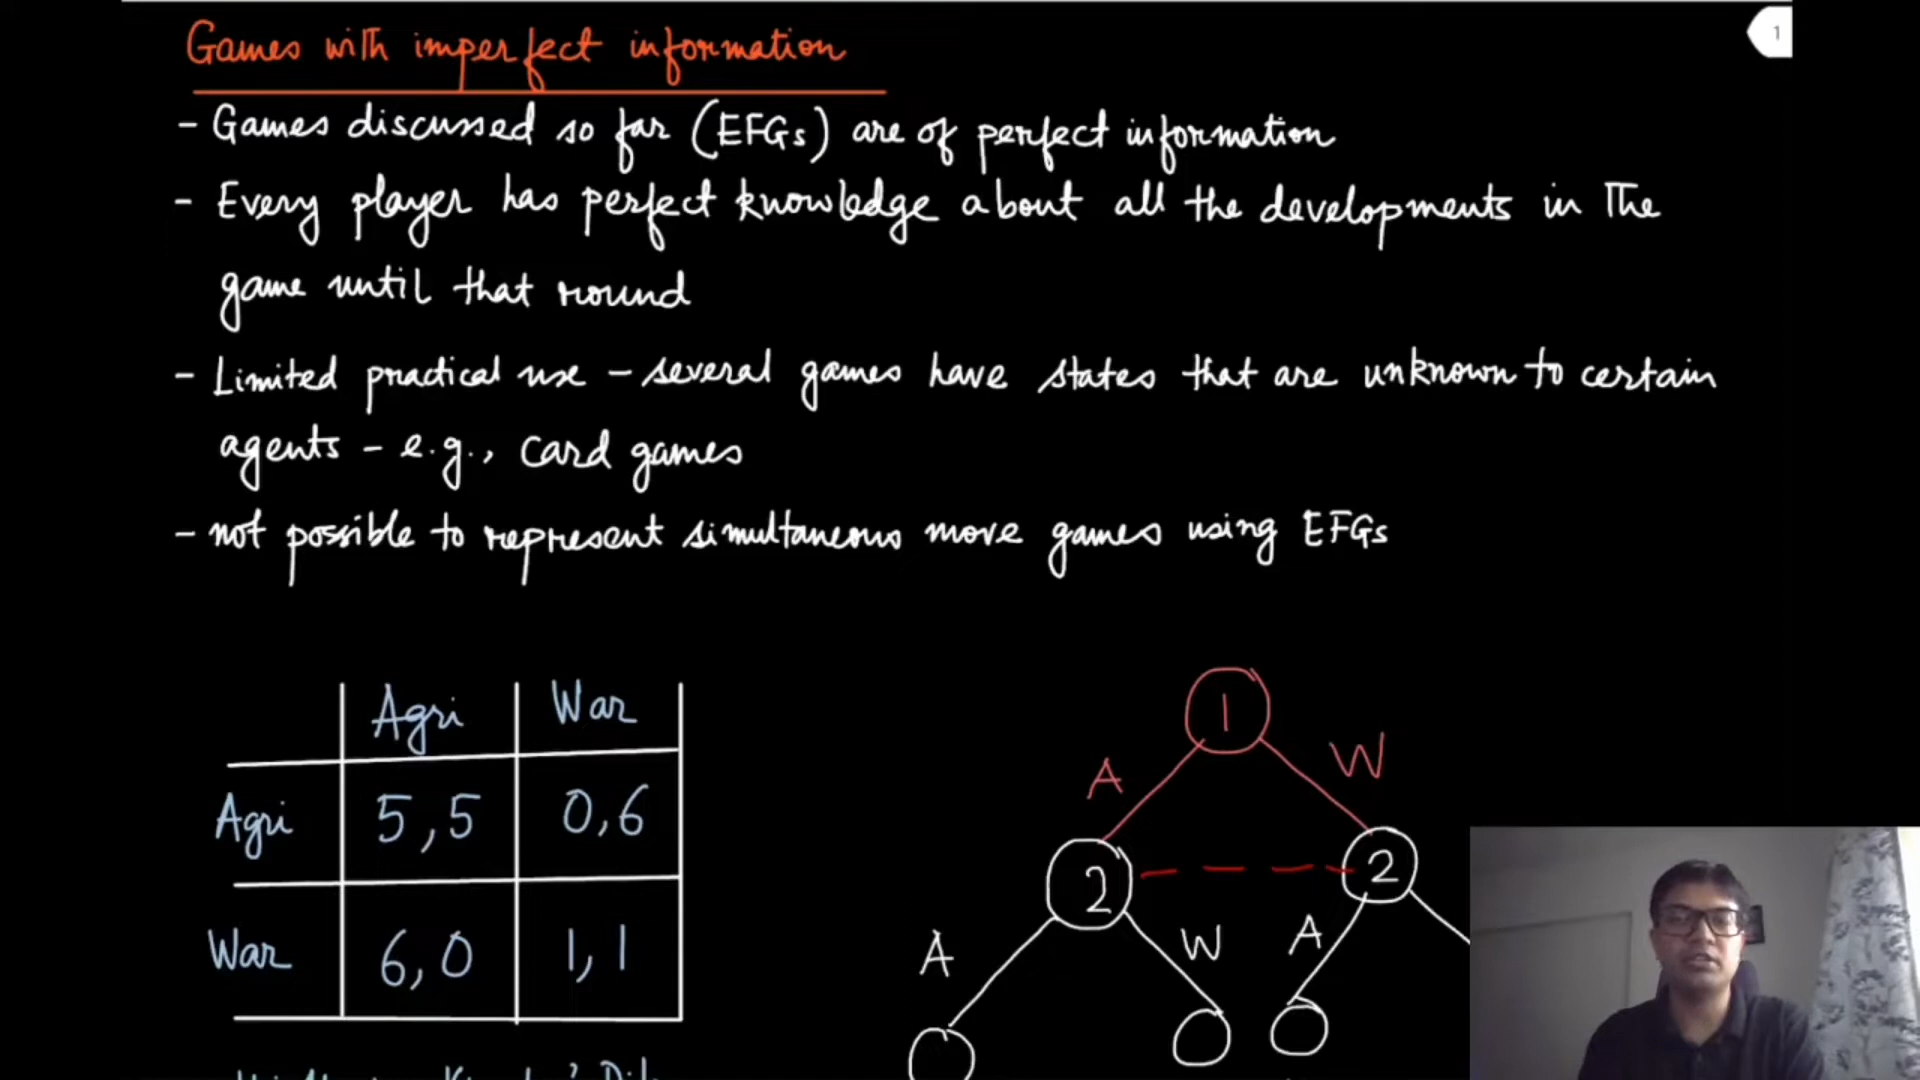 1
Games with imperfect information
- Games discussed so far (EFGs) are of perfect information
- Every player has perfect knowledge about all the developments in the
game until that round
- Limited practical use - several games have states that are unknown to certain
agents - e.g., card games
- not possible to represent simultaneous move games using EFGs
Agri War
Agri 5,5 0,6
War 6,0 1,1
1
A W
2 2
A W A